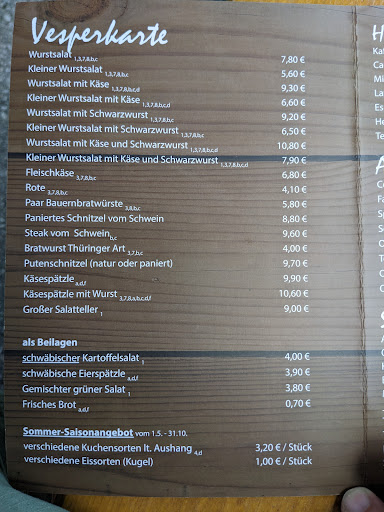 Vesperkarte
Wurstsalat 1,3,7,8,b,c 7,80 €
Kleiner Wurstsalat 1,3,7,8,b,c 5,60 €
Wurstsalat mit Käse 1,3,7,8,b,c,d 9,30 €
Kleiner Wurstsalat mit Käse 1,3,7,8,b,c,d 6,60 €
Wurstsalat mit Schwarzwurst 1,3,7,8,b,c 9,20 €
Kleiner Wurstsalat mit Schwarzwurst 1,3,7,8,b,c 6,50 €
Wurstsalat mit Käse und Schwarzwurst 1,3,7,8,b,c,d 10,80 €
Kleiner Wurstsalat mit Käse und Schwarzwurst 1,3,7,8,b,c,d 7,90 €
Fleischkäse 3,7,8,b,c 6,80 €
Rote 3,7,8,b,c 4,10 €
Paar Bauernbratwürste 3,8,b,c 5,80 €
Paniertes Schnitzel vom Schwein 8,80 €
Steak vom Schwein b,c 9,60 €
Bratwurst Thüringer Art 3,7,b,c 4,00 €
Putenschnitzel (natur oder paniert) 9,70 €
Käsespätzle a,d,f 9,90 €
Käsespätzle mit Wurst 3,7,8,a,b,c,d,f 10,60 €
Großer Salatteller 1 9,00 €
als Beilagen
schwäbischer Kartoffelsalat 1 4,00 €
schwäbische Eierspätzle a,d,f 3,90 €
Gemischter grüner Salat 1 3,80 €
Frisches Brot a,d,f 0,70 €
Sommer-Saisonangebot vom 1.5. - 31.10.
verschiedene Kuchensorten lt. Aushang a,d 3,20 € / Stück
verschiedene Eissorten (Kugel) 1,00 € / Stück